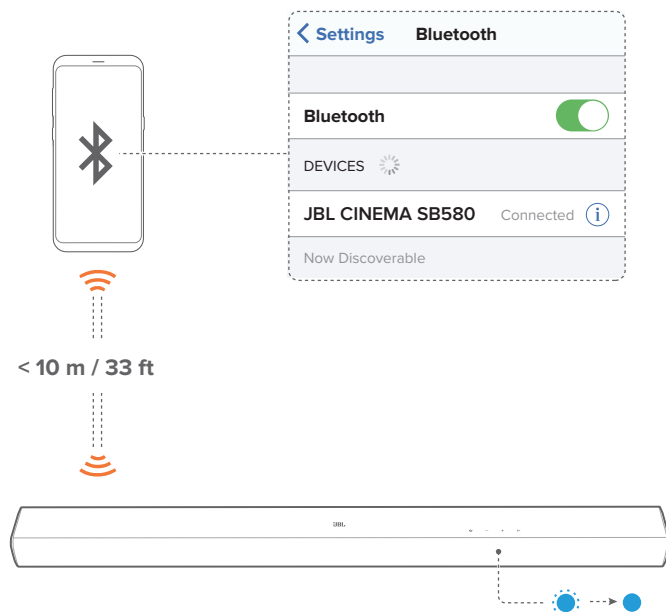 Settings Bluetooth
Bluetooth
DEVICES
JBL CINEMA SB580 Connected i
Now Discoverable
< 10 m / 33 ft
JBL